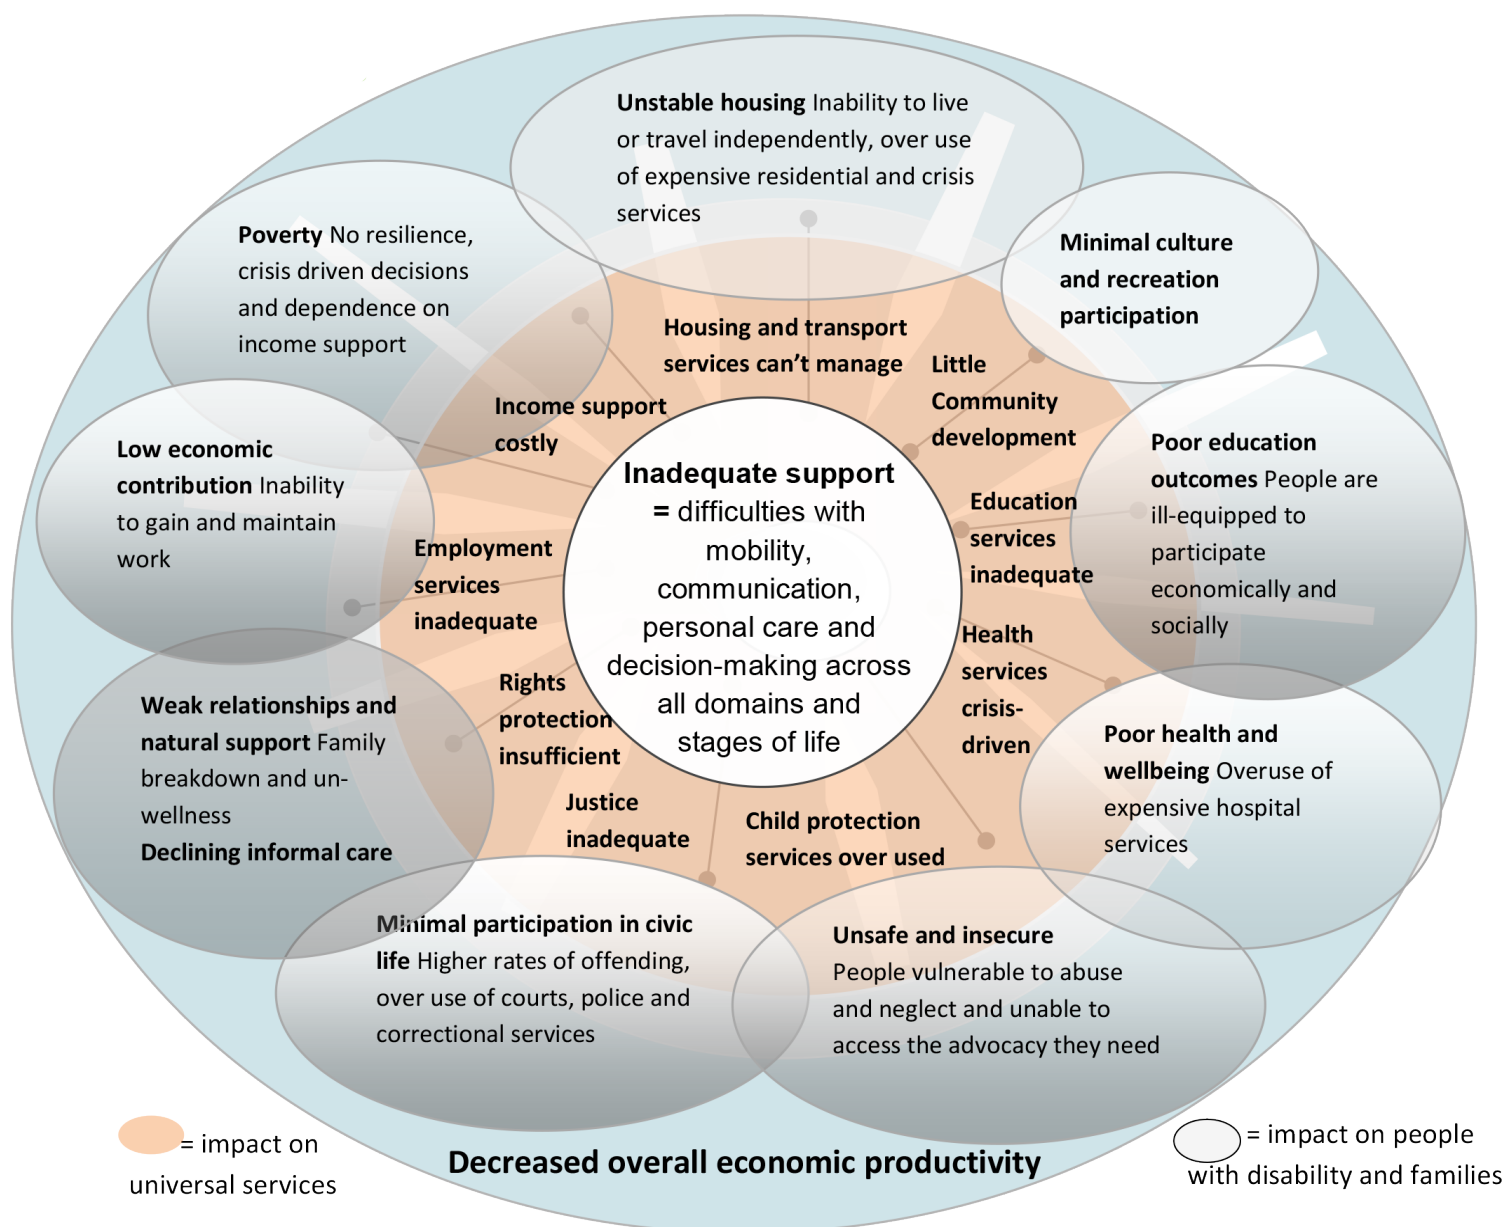 Unstable housing Inability to live
or travel independently, over use
of expensive residential and crisis
services
Poverty No resilience,
crisis driven decisions
and dependence on
income support
Minimal culture
and recreation
participation
Housing and transport
services can’t manage
Little
Community
development
Income support
costly
Low economic
contribution Inability
to gain and maintain
work
Poor education
outcomes People are
ill-equipped to
participate
economically and
socially
Inadequate support
= difficulties with
mobility,
communication,
personal care and
decision-making across
all domains and
stages of life
Education
services
inadequate
Employment
services
inadequate
Health
services
crisis-
driven
Rights
protection
insufficient
Weak relationships and
natural support Family
breakdown and un-
wellness
Declining informal care
Poor health and
wellbeing Overuse of
expensive hospital
services
Justice
inadequate
Child protection
services over used
Minimal participation in civic
life Higher rates of offending,
over use of courts, police and
correctional services
Unsafe and insecure
People vulnerable to abuse
and neglect and unable to
access the advocacy they need
= impact on
universal services
Decreased overall economic productivity
= impact on people
with disability and families